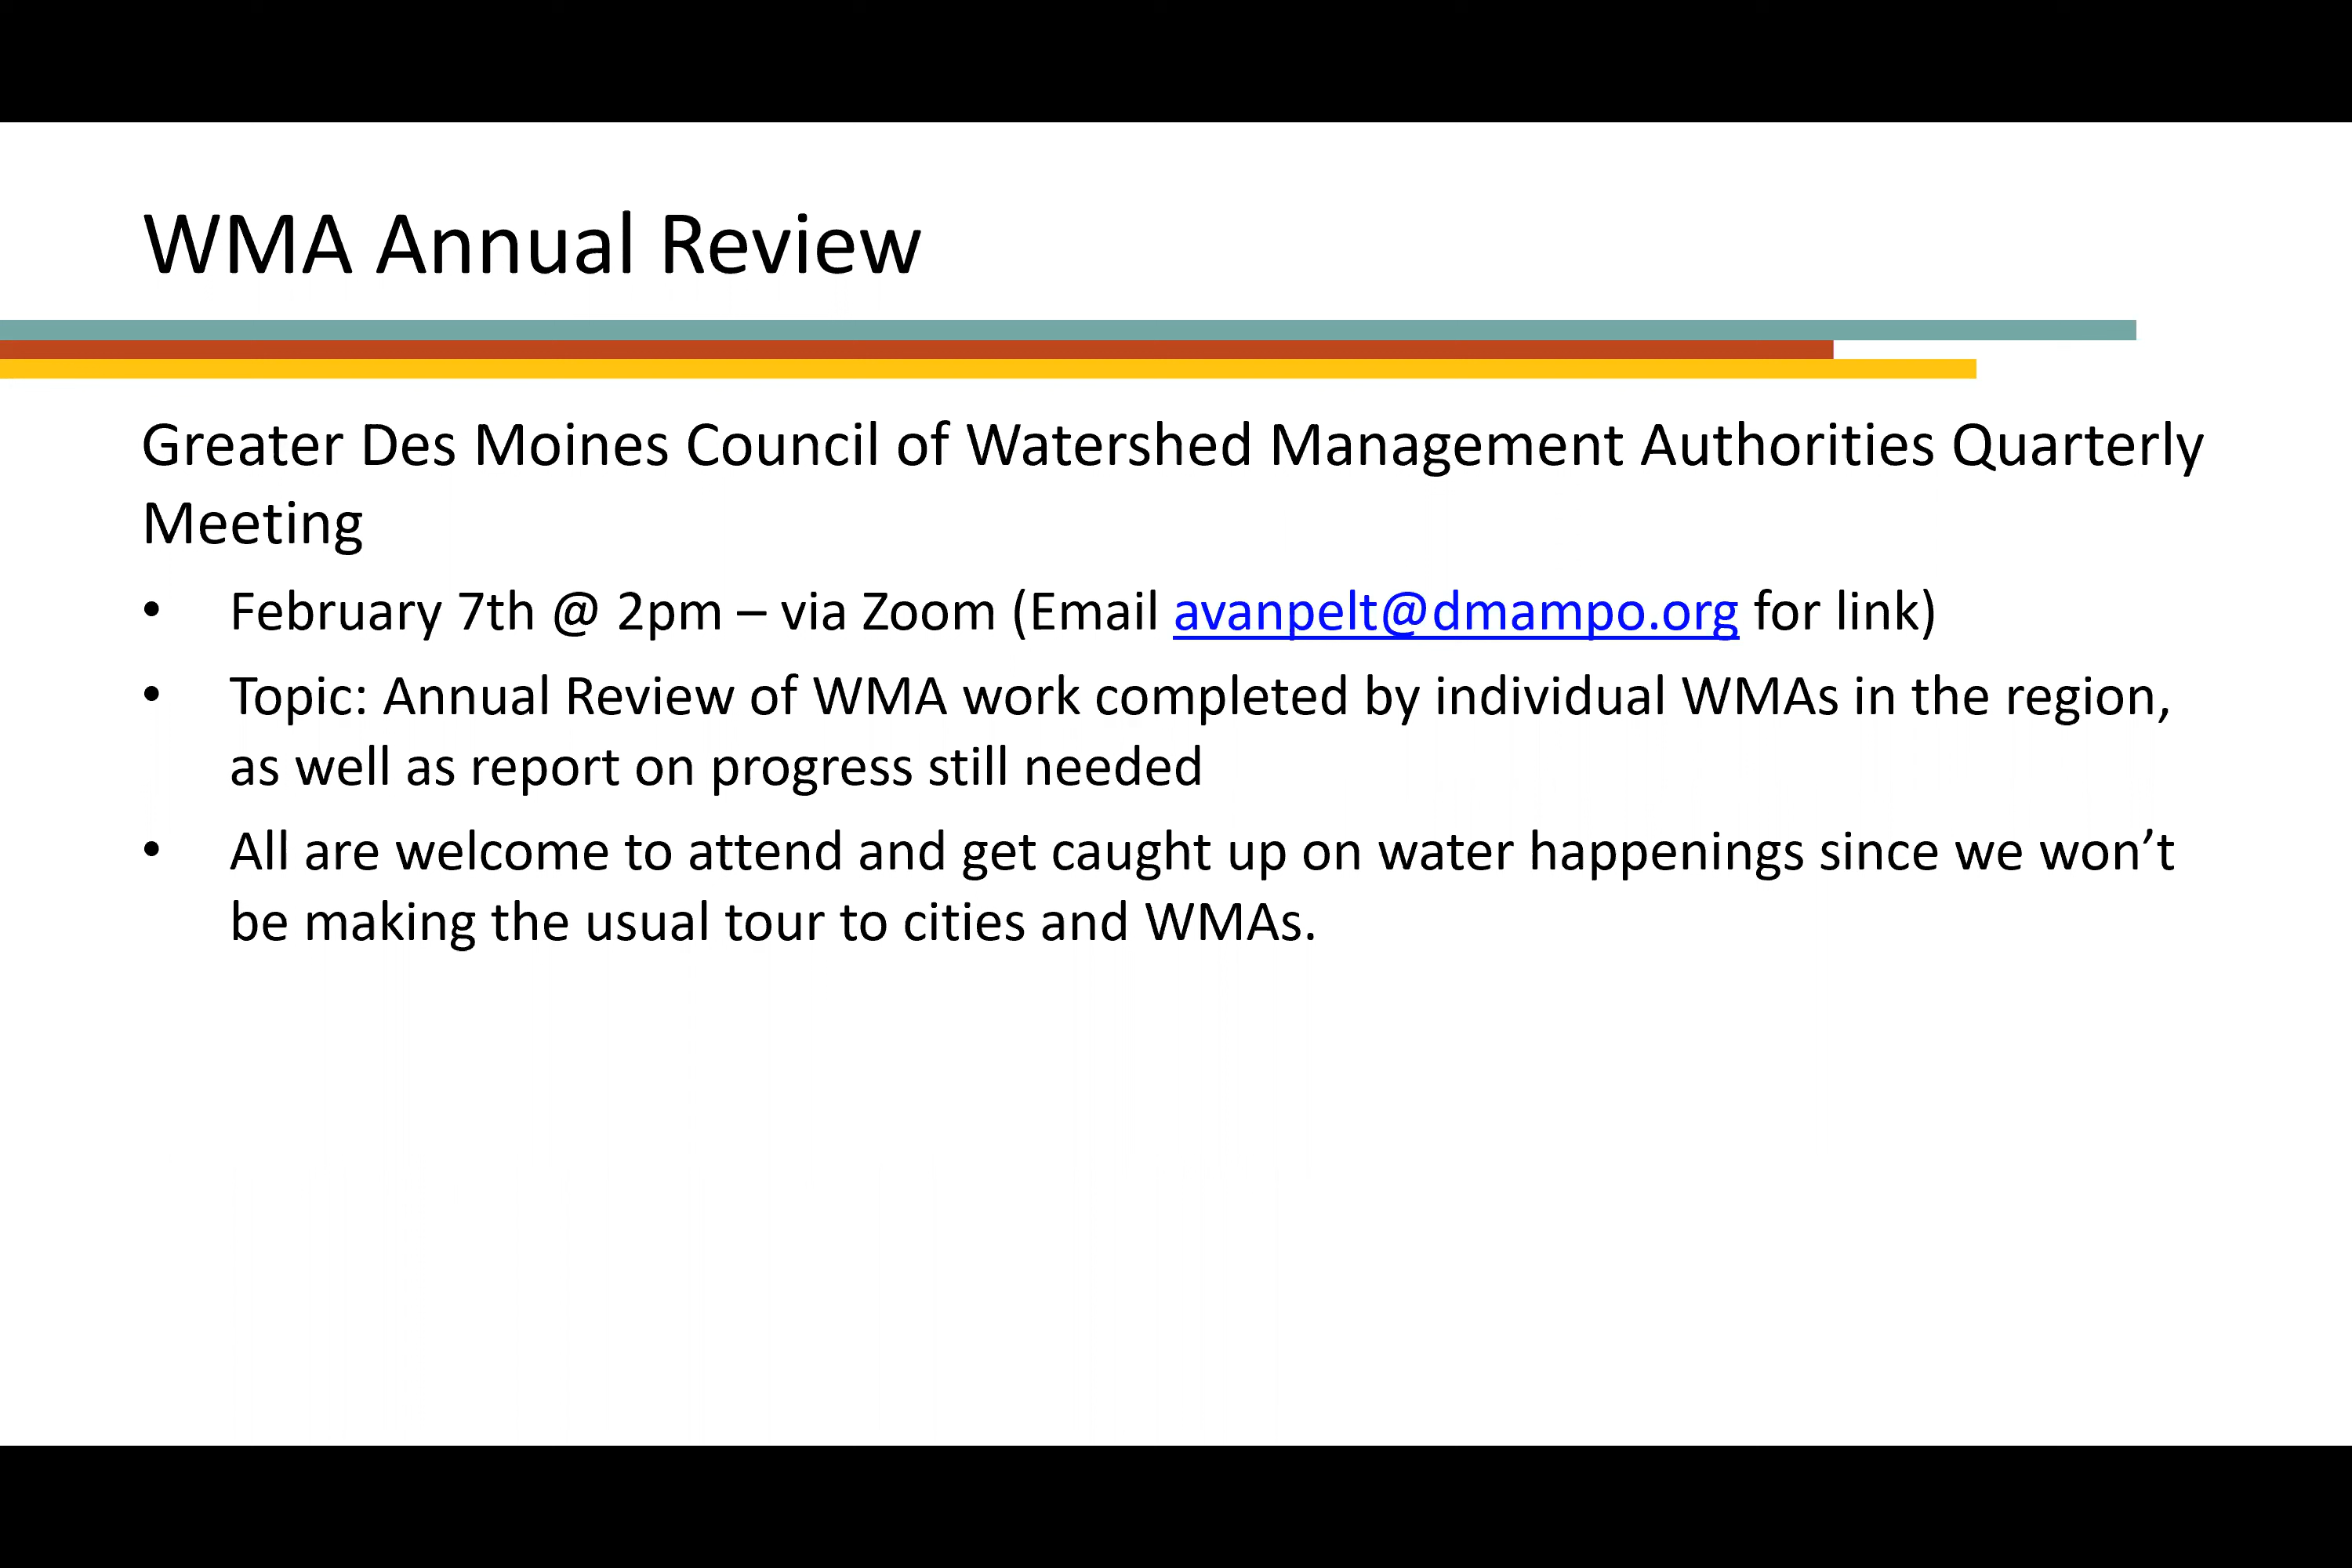 WMA Annual Review
Greater Des Moines Council of Watershed Management Authorities Quarterly
Meeting
• February 7th @ 2pm – via Zoom (Email avanpelt@dmampo.org for link)
• Topic: Annual Review of WMA work completed by individual WMAs in the region,
as well as report on progress still needed
• All are welcome to attend and get caught up on water happenings since we won’t
be making the usual tour to cities and WMAs.